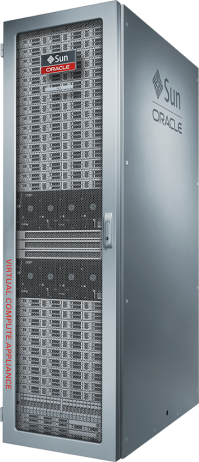 Sun
ORACLE
Sun
ORACLE
VIRTUAL COMPUTE APPLIANCE